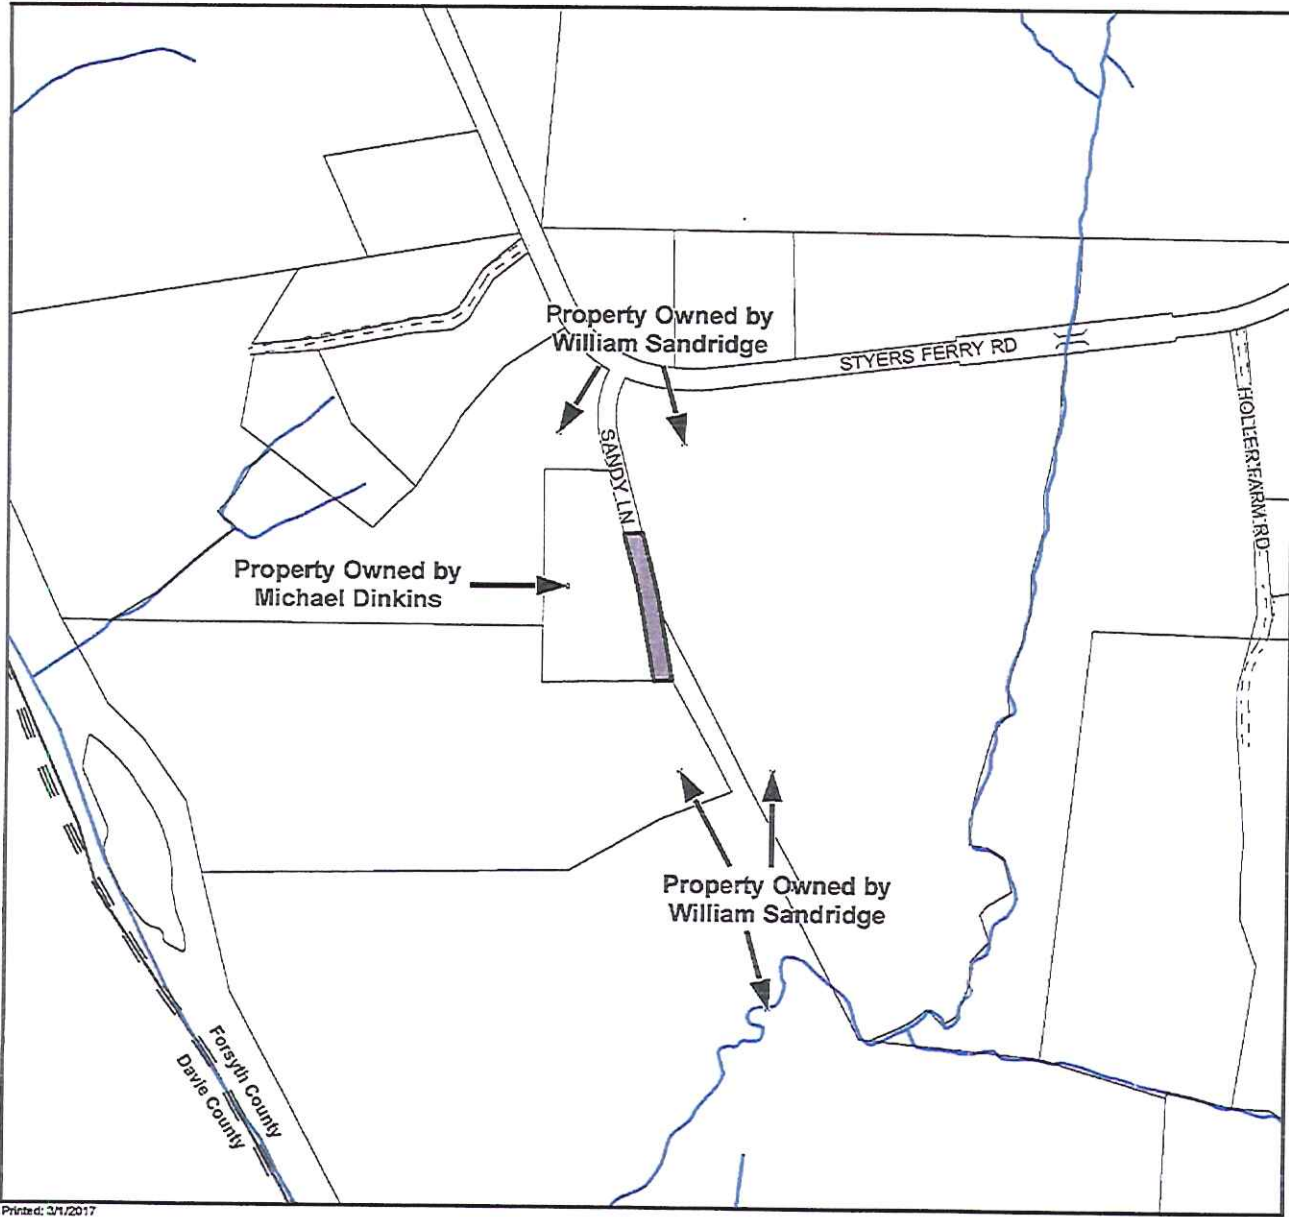 Property Owned by
William Sandridge
STYERS FERRY RD
HOLLER FARM RD
SANDY LN
Property Owned by
Michael Dinkins
Property Owned by
William Sandridge
Forsyth County
Davie County
Printed: 3/1/2017